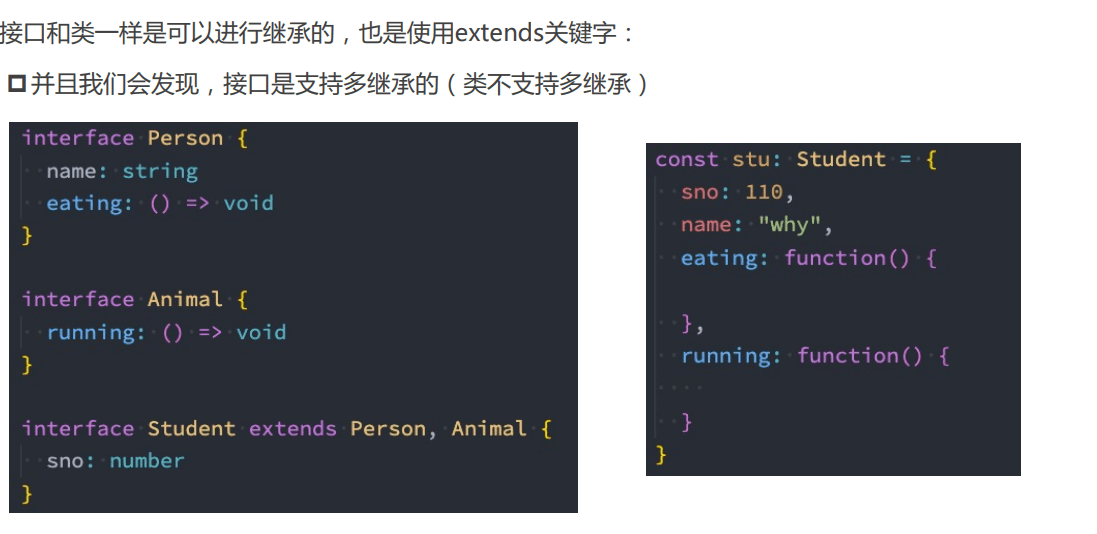 接口和类一样是可以进行继承的，也是使用extends关键字：
并且我们会发现，接口是支持多继承的（类不支持多继承）
interface Person {
  name: string
  eating: () => void
}
interface Animal {
  running: () => void
}
interface Student extends Person, Animal {
  sno: number
}
const stu: Student = {
  sno: 110,
  name: "why",
  eating: function() {
  },
  running: function() {
  }
}